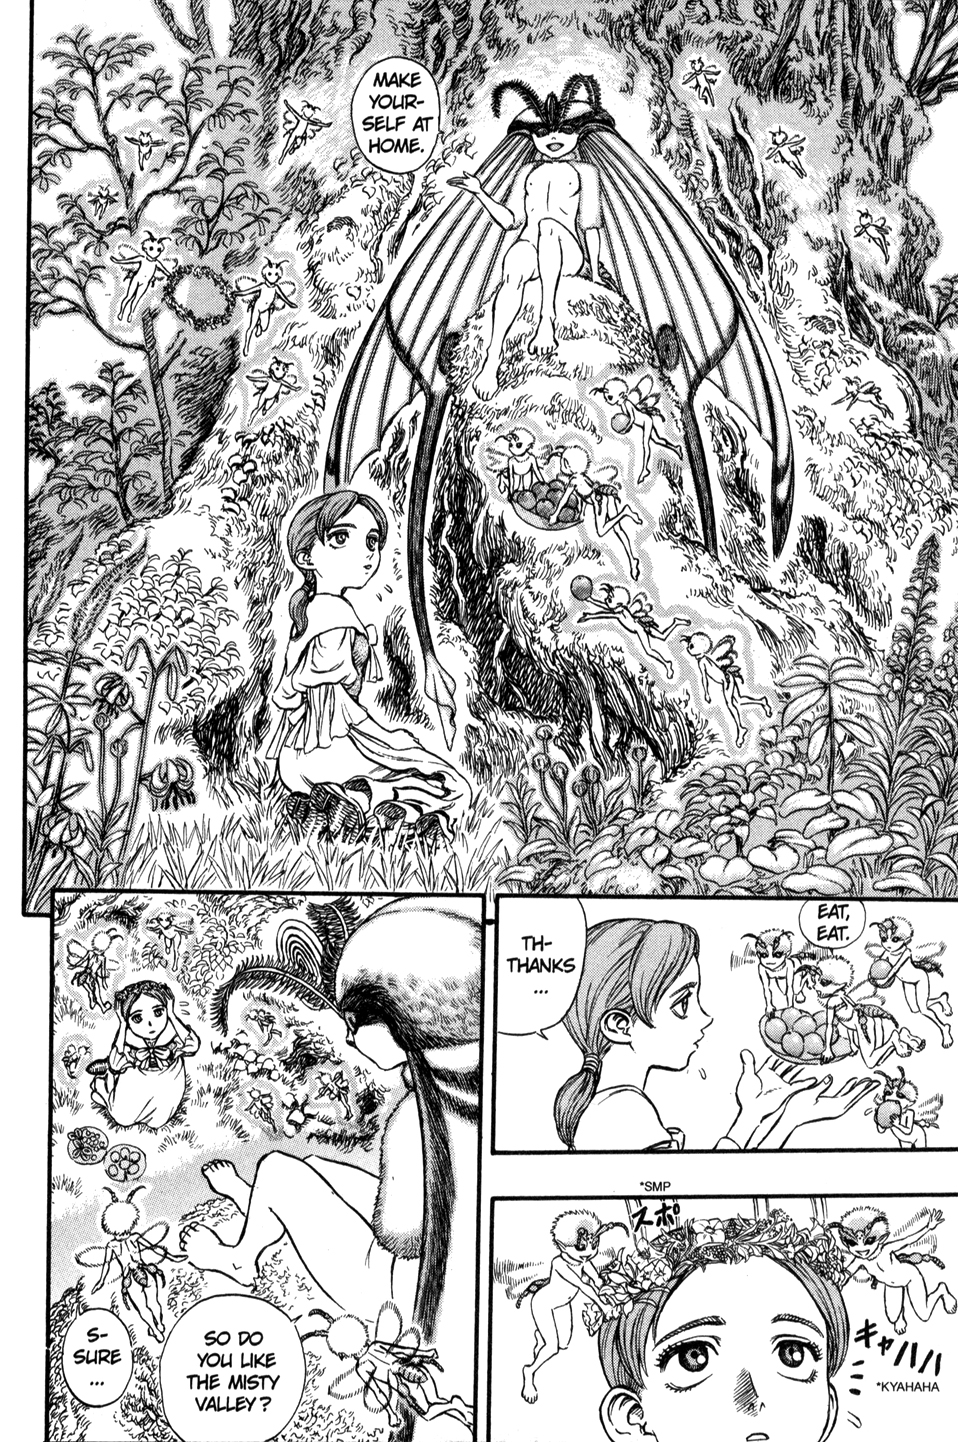 MAKE
YOUR-
SELF AT
HOME.
EAT,
EAT.
TH-
THANKS
...
*SMP
スポ
キャハハハ
*KYAHAHA
SO DO
YOU LIKE
THE MISTY
VALLEY?
S-
SURE
...